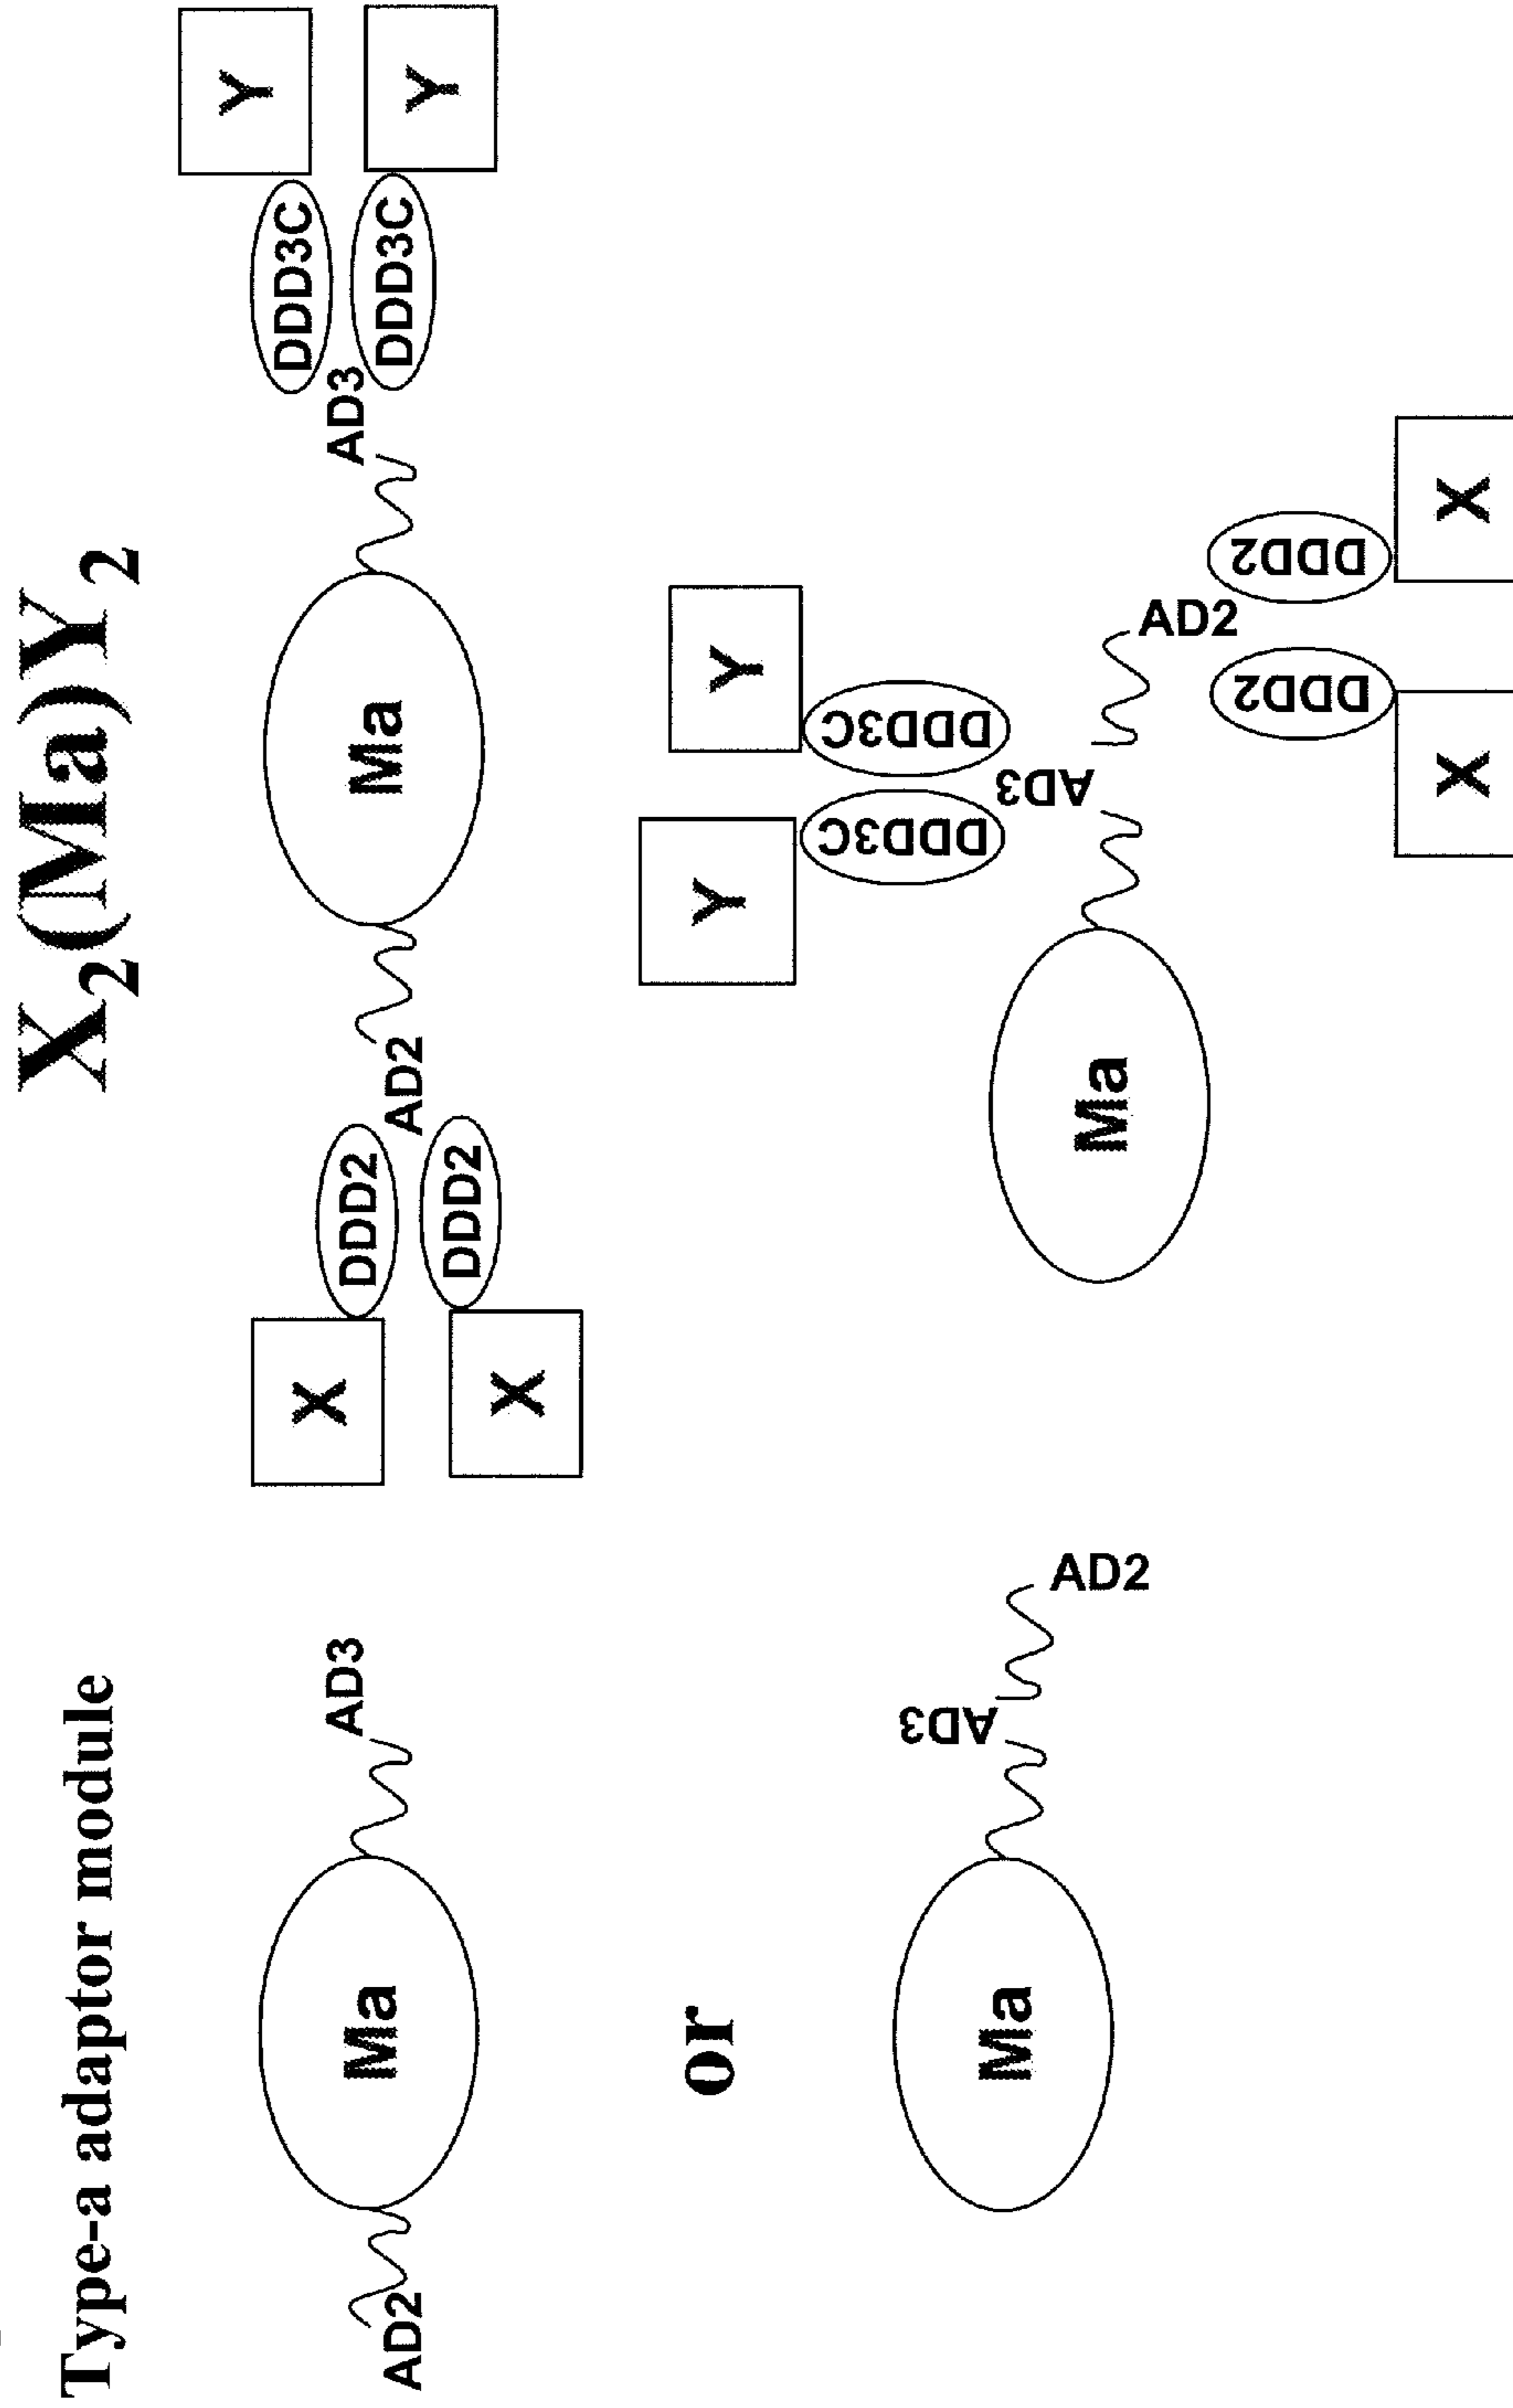 Type-a adaptor module
X₂(Ma)Y₂
AD2
Ma
AD3
or
Ma
AD3
AD2
X
X
DDD2
DDD2
AD2
Ma
AD3
DDD3C
DDD3C
Y
Y
Ma
Y
Y
DDD3C
DDD3C
AD3
AD2
DDD2
DDD2
X
X